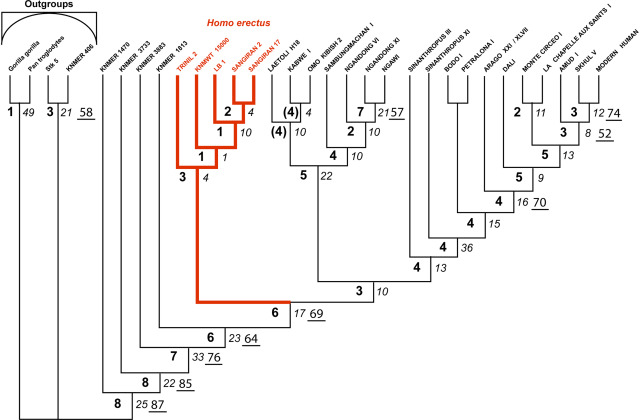 Outgroups
Homo erectus
Gorilla gorilla
Pan troglodytes
Stk 5
KNMER 406
KNMER 1470
KNMER 3733
KNMER 3883
KNMER 1813
TRINIL 2
KNMWT 15000
LB 1
SANGIRAN 2
SANGIRAN 17
LAETOLI H18
KABWE I
OMO KIBISH 2
SAMBUNGMACHAN I
NGANDONG VI
NGANDONG XI
NGAWI
SINANTHROPUS III
SINANTHROPUS XI
BODO I
PETRALONA I
ARAGO XXI / XLVII
DALI
MONTE CIRCEO I
LA CHAPELLE AUX SAINTS I
AMUD I
SKHUL V
MODERN HUMAN
1 49 3 21 58
2 4
(4) 4
7 21 57
2 11
3 12 74
1 10
(4) 10
2 10
3 8 52
1 1
4 10
5 13
3 4
5 22
5 9
4 16 70
4 15
4 36
4 13
3 10
6 17 69
6 23 64
7 33 76
8 22 85
8 25 87